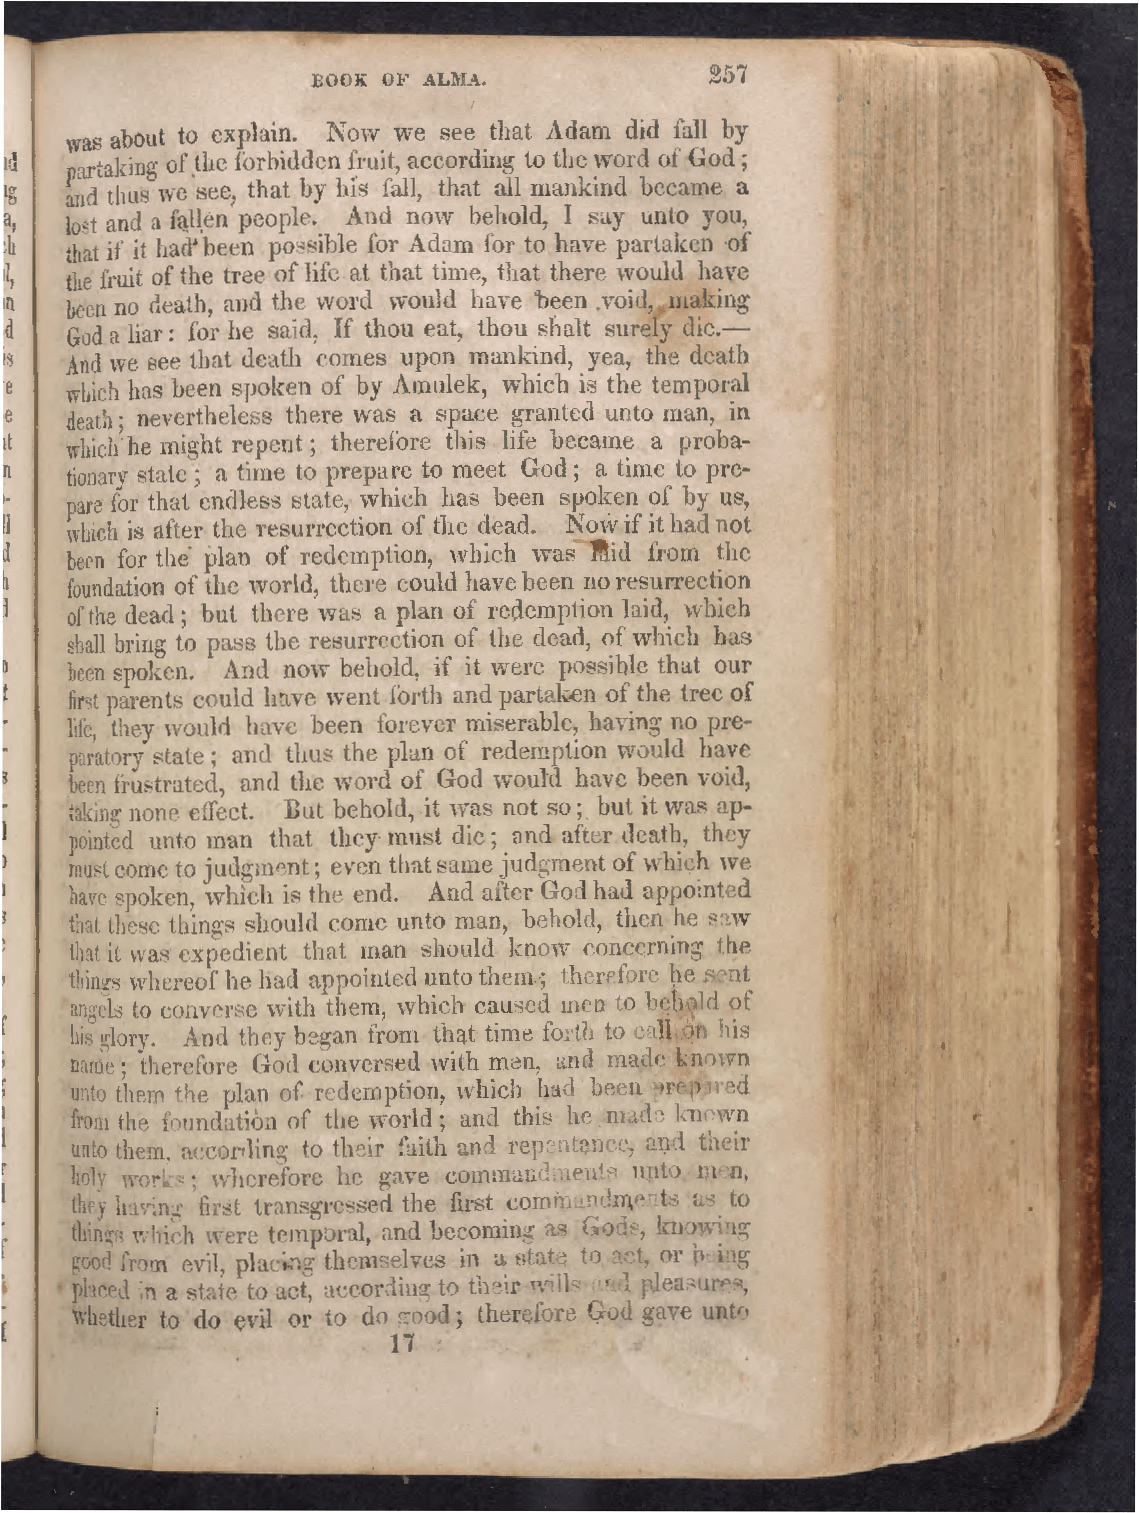 BOOK OF ALMA. 257
was about to explain. Now we see that Adam did fall by
partaking of the forbidden fruit, according to the word of God;
and thus we see, that by his fall, that all mankind became a
lost and a fallen people. And now behold, I say unto you,
that if it had been possible for Adam for to have partaken of
the fruit of the tree of life at that time, that there would have
been no death, and the word would have been void, making
God a liar: for he said, If thou eat, thou shalt surely die.—
And we see that death comes upon mankind, yea, the death
which has been spoken of by Amulek, which is the temporal
death; nevertheless there was a space granted unto man, in
which he might repent; therefore this life became a proba-
tionary state; a time to prepare to meet God; a time to pre-
pare for that endless state, which has been spoken of by us,
which is after the resurrection of the dead. Now if it had not
been for the plan of redemption, which was laid from the
foundation of the world, there could have been no resurrection
of the dead; but there was a plan of redemption laid, which
shall bring to pass the resurrection of the dead, of which has
been spoken. And now behold, if it were possible that our
first parents could have went forth and partaken of the tree of
life, they would have been forever miserable, having no pre-
paratory state; and thus the plan of redemption would have
been frustrated, and the word of God would have been void,
taking none effect. But behold, it was not so; but it was ap-
pointed unto man that they must die; and after death, they
must come to judgment; even that same judgment of which we
have spoken, which is the end. And after God had appointed
that these things should come unto man, behold, then he saw
that it was expedient that man should know concerning the
things whereof he had appointed unto them; therefore he sent
angels to converse with them, which caused men to behold of
his glory. And they began from that time forth to call on his
name; therefore God conversed with men, and made known
unto them the plan of redemption, which had been prepared
from the foundation of the world; and this he made known
unto them, according to their faith and repentance, and their
holy works; wherefore he gave commandments unto men,
they having first transgressed the first commandments as to
things which were temporal, and becoming as Gods, knowing
good from evil, placing themselves in a state to act, or being
placed in a state to act, according to their wills and pleasures,
whether to do evil or to do good; therefore God gave unto
17